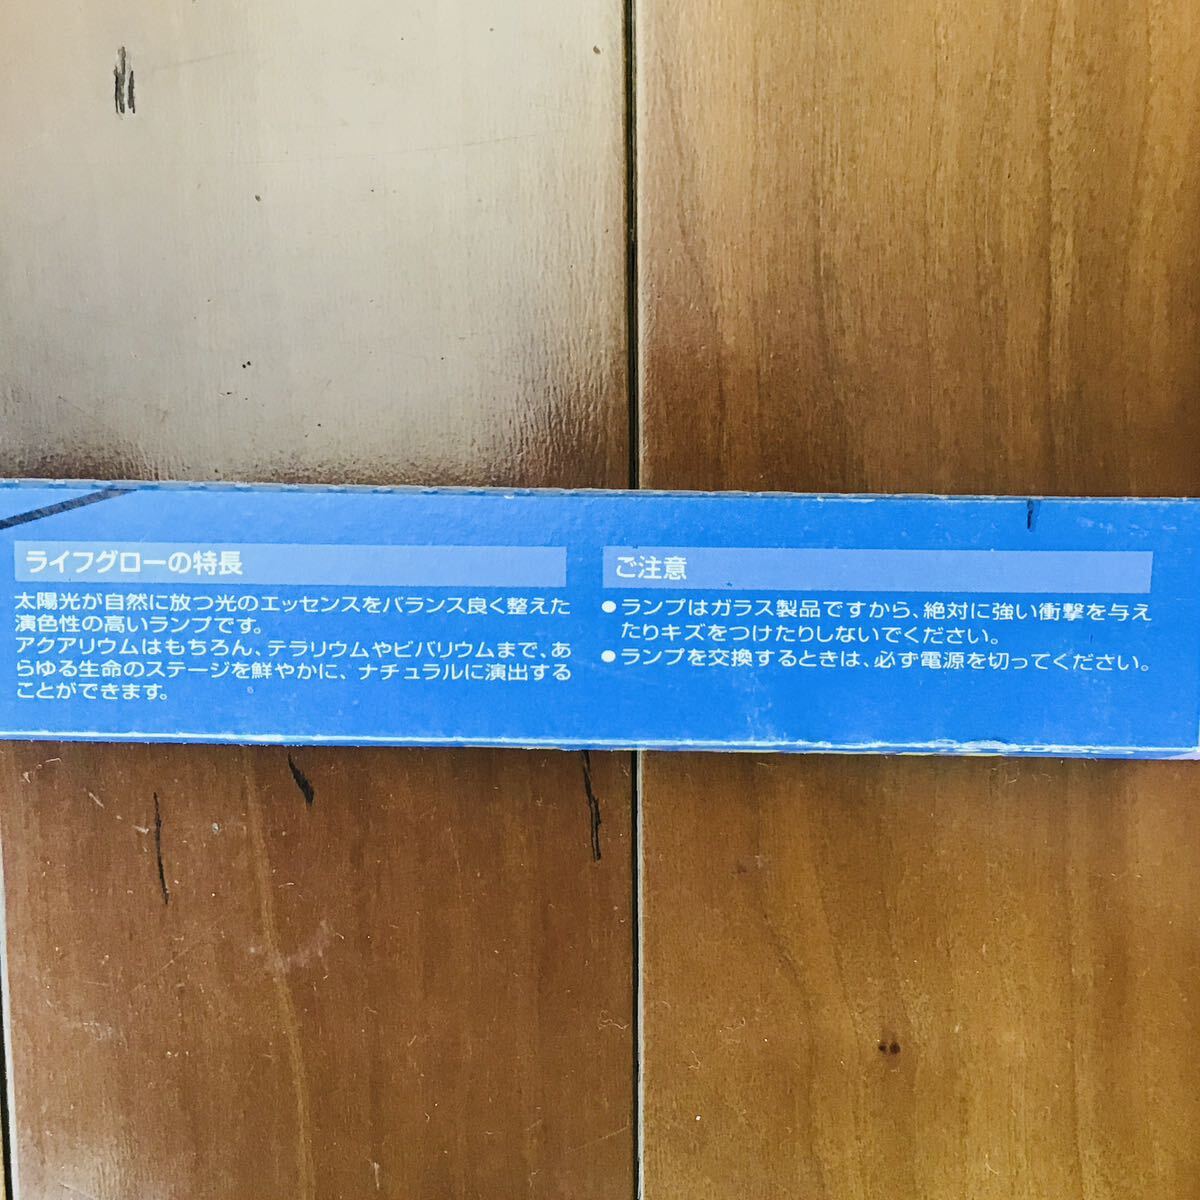 ライフグローの特長
太陽光が自然に放つ光のエッセンスをバランス良く整えた
演色性の高いランプです。
アクアリウムはもちろん、テラリウムやビバリウムまで、あ
らゆる生命のステージを鮮やかに、ナチュラルに演出する
ことができます。
ご注意
●ランプはガラス製品ですから、絶対に強い衝撃を与え
たりキズをつけたりしないでください。
●ランプを交換するときは、必ず電源を切ってください。